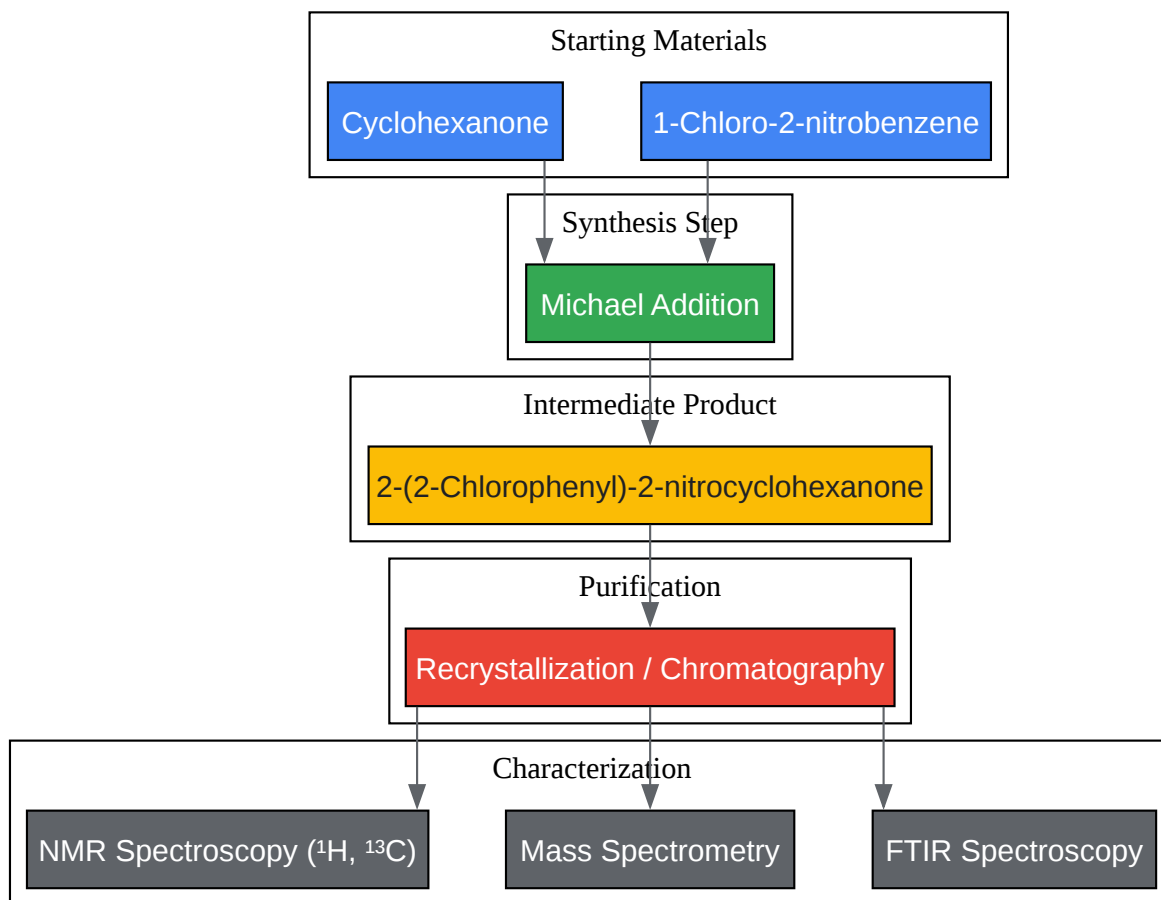 Starting Materials
Cyclohexanone
1-Chloro-2-nitrobenzene
Synthesis Step
Michael Addition
Intermediate Product
2-(2-Chlorophenyl)-2-nitrocyclohexanone
Purification
Recrystallization / Chromatography
Characterization
NMR Spectroscopy (¹H, ¹³C)
Mass Spectrometry
FTIR Spectroscopy